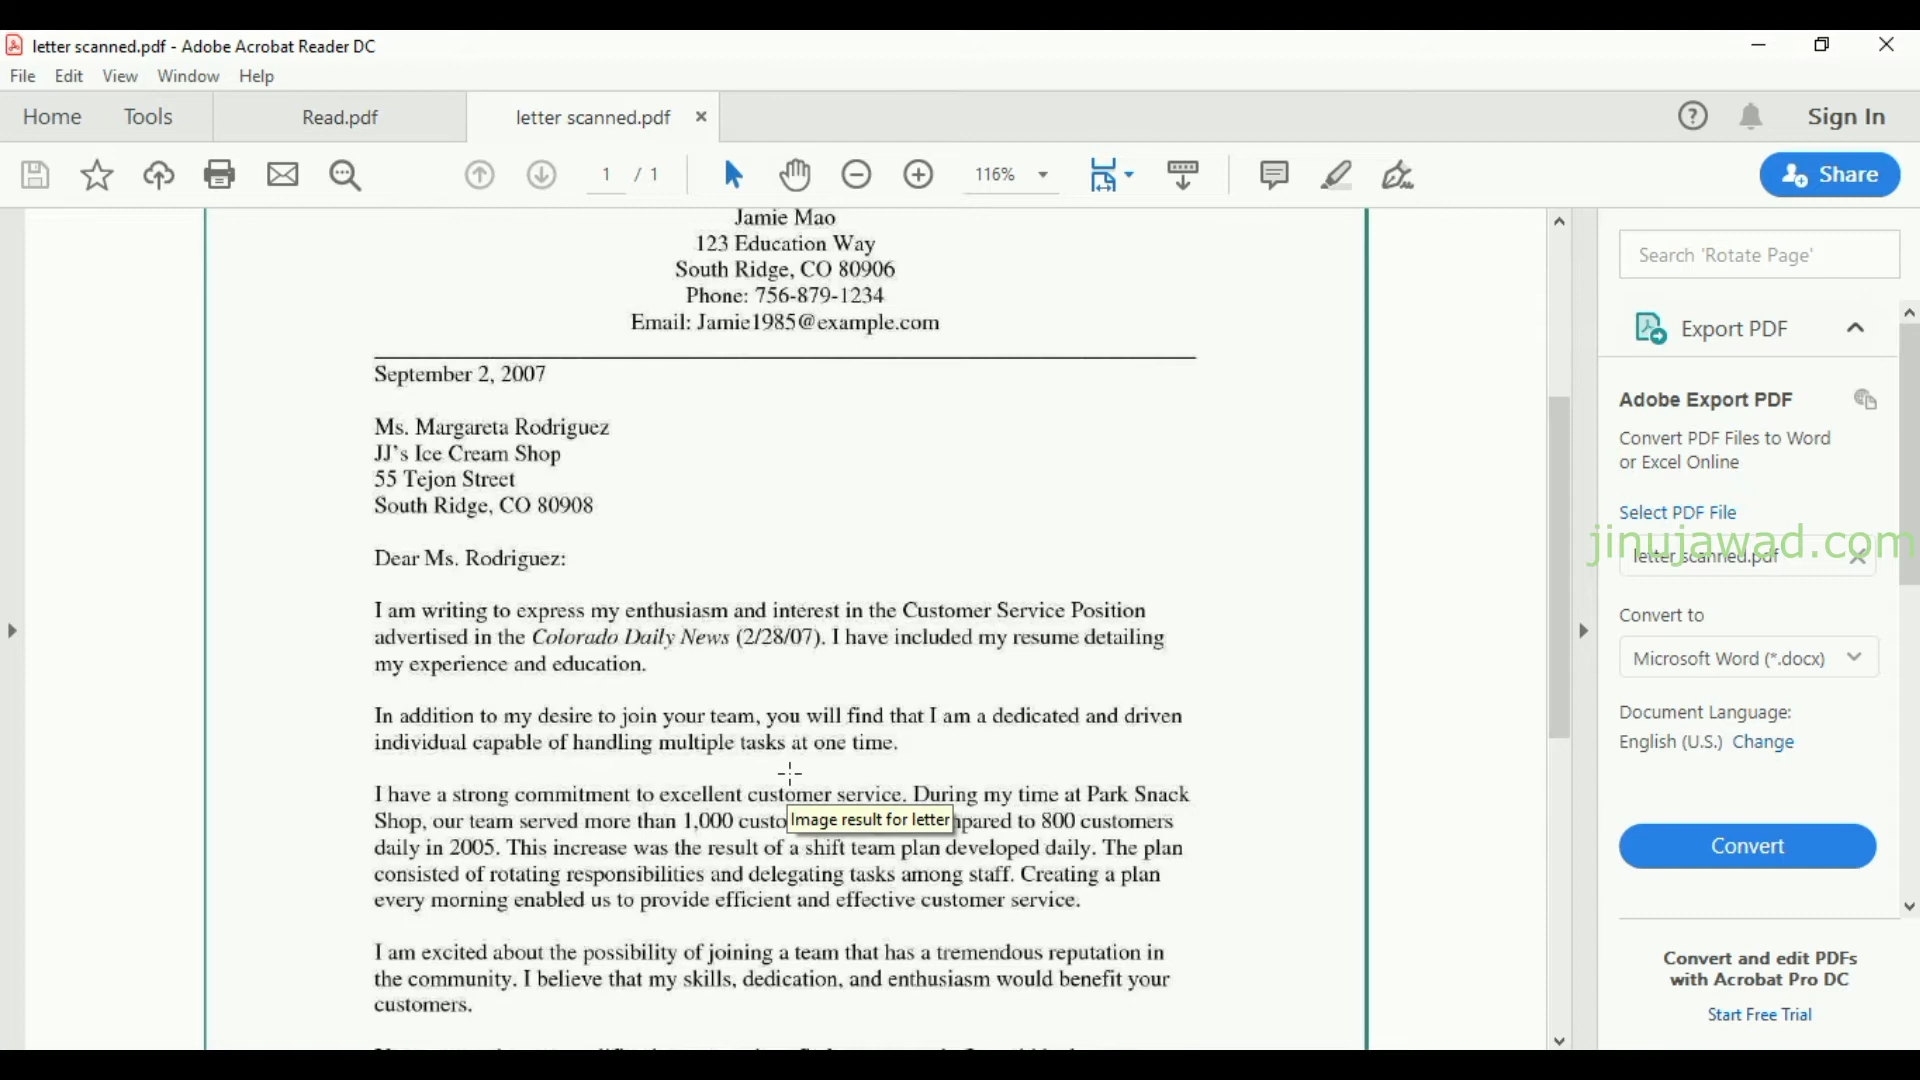 letter scanned.pdf - Adobe Acrobat Reader DC
File Edit View Window Help
Home Tools Read.pdf letter scanned.pdf Sign In
1 / 1 116% Share
Jamie Mao
123 Education Way
South Ridge, CO 80906
Phone: 756-879-1234
Email: Jamie1985@example.com
September 2, 2007
Ms. Margareta Rodriguez
JJ's Ice Cream Shop
55 Tejon Street
South Ridge, CO 80908
Dear Ms. Rodriguez:
I am writing to express my enthusiasm and interest in the Customer Service Position
advertised in the Colorado Daily News (2/28/07). I have included my resume detailing
my experience and education.
In addition to my desire to join your team, you will find that I am a dedicated and driven
individual capable of handling multiple tasks at one time.
I have a strong commitment to excellent customer service. During my time at Park Snack
Shop, our team served more than 1,000 custo mpared to 800 customers
Image result for letter
daily in 2005. This increase was the result of a shift team plan developed daily. The plan
consisted of rotating responsibilities and delegating tasks among staff. Creating a plan
every morning enabled us to provide efficient and effective customer service.
I am excited about the possibility of joining a team that has a tremendous reputation in
the community. I believe that my skills, dedication, and enthusiasm would benefit your
customers.
Search 'Rotate Page'
Export PDF
Adobe Export PDF
Convert PDF Files to Word
or Excel Online
Select PDF File
jinujawad.com
letter scanned.pdf
Convert to
Microsoft Word (*.docx)
Document Language:
English (U.S.) Change
Convert
Convert and edit PDFs
with Acrobat Pro DC
Start Free Trial